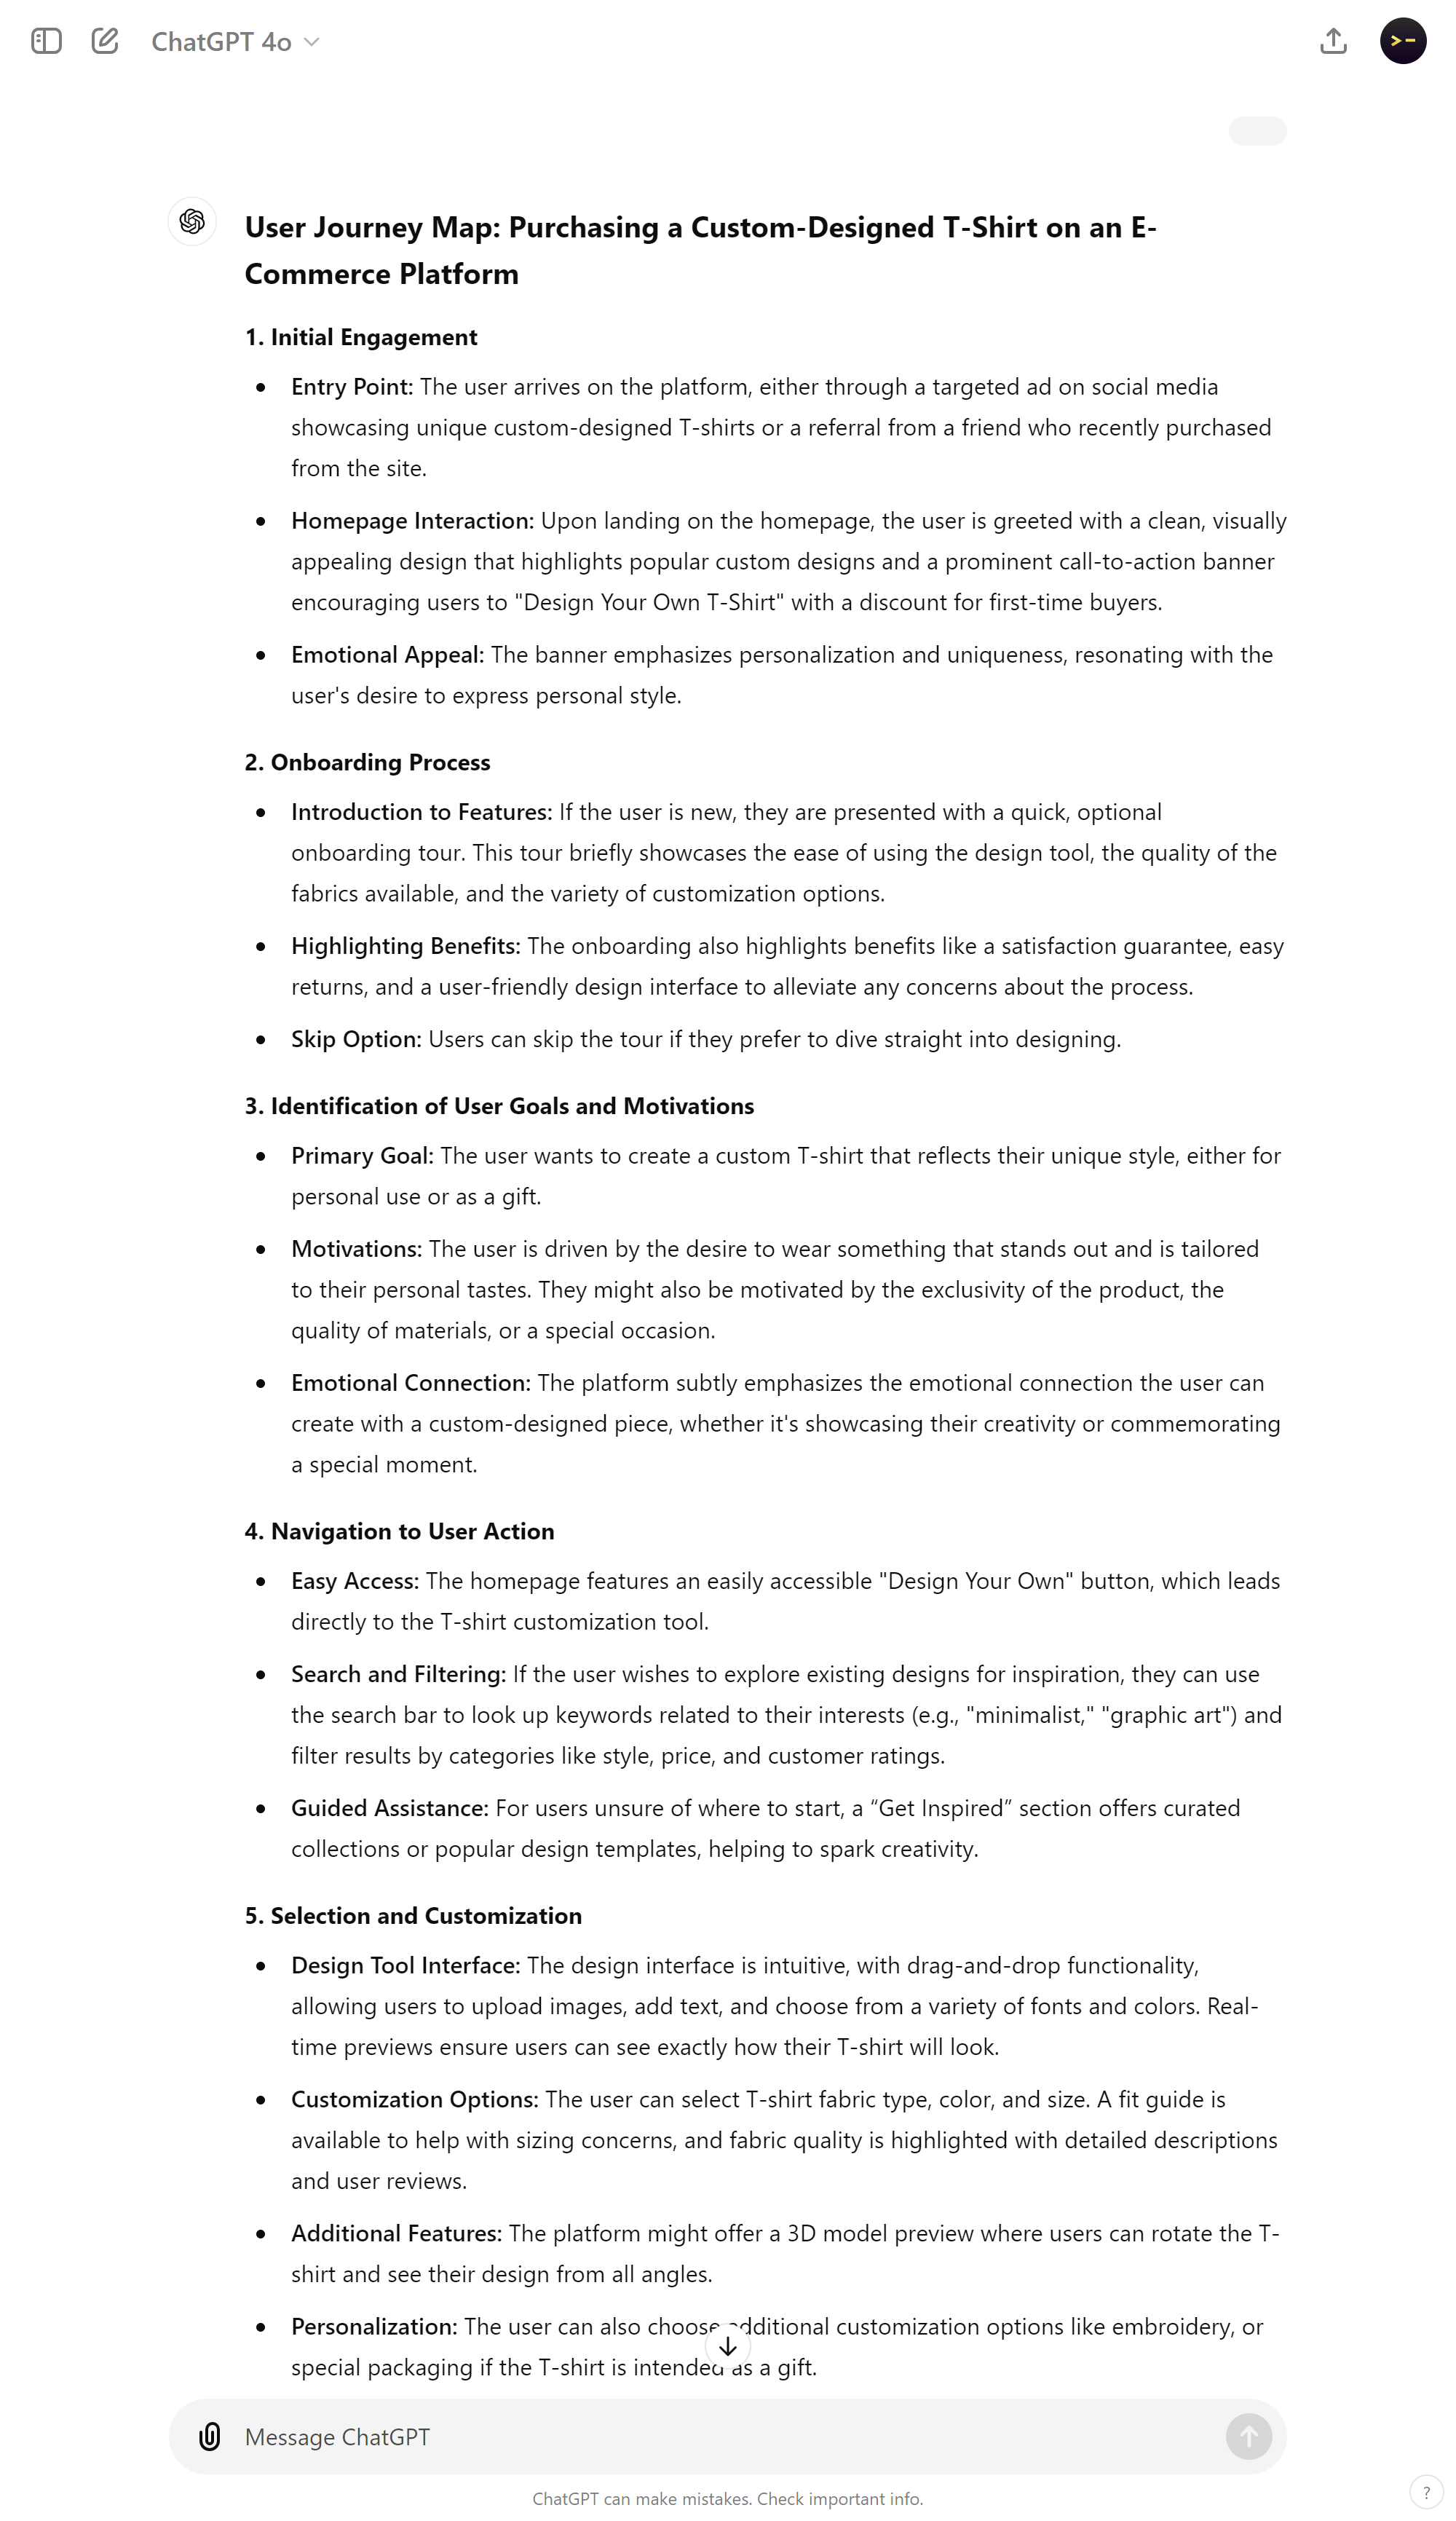 ChatGPT 4o
>-
User Journey Map: Purchasing a Custom-Designed T-Shirt on an E-
Commerce Platform
1. Initial Engagement
• Entry Point: The user arrives on the platform, either through a targeted ad on social media
showcasing unique custom-designed T-shirts or a referral from a friend who recently purchased
from the site.
• Homepage Interaction: Upon landing on the homepage, the user is greeted with a clean, visually
appealing design that highlights popular custom designs and a prominent call-to-action banner
encouraging users to "Design Your Own T-Shirt" with a discount for first-time buyers.
• Emotional Appeal: The banner emphasizes personalization and uniqueness, resonating with the
user's desire to express personal style.
2. Onboarding Process
• Introduction to Features: If the user is new, they are presented with a quick, optional
onboarding tour. This tour briefly showcases the ease of using the design tool, the quality of the
fabrics available, and the variety of customization options.
• Highlighting Benefits: The onboarding also highlights benefits like a satisfaction guarantee, easy
returns, and a user-friendly design interface to alleviate any concerns about the process.
• Skip Option: Users can skip the tour if they prefer to dive straight into designing.
3. Identification of User Goals and Motivations
• Primary Goal: The user wants to create a custom T-shirt that reflects their unique style, either for
personal use or as a gift.
• Motivations: The user is driven by the desire to wear something that stands out and is tailored
to their personal tastes. They might also be motivated by the exclusivity of the product, the
quality of materials, or a special occasion.
• Emotional Connection: The platform subtly emphasizes the emotional connection the user can
create with a custom-designed piece, whether it's showcasing their creativity or commemorating
a special moment.
4. Navigation to User Action
• Easy Access: The homepage features an easily accessible "Design Your Own" button, which leads
directly to the T-shirt customization tool.
• Search and Filtering: If the user wishes to explore existing designs for inspiration, they can use
the search bar to look up keywords related to their interests (e.g., "minimalist," "graphic art") and
filter results by categories like style, price, and customer ratings.
• Guided Assistance: For users unsure of where to start, a “Get Inspired” section offers curated
collections or popular design templates, helping to spark creativity.
5. Selection and Customization
• Design Tool Interface: The design interface is intuitive, with drag-and-drop functionality,
allowing users to upload images, add text, and choose from a variety of fonts and colors. Real-
time previews ensure users can see exactly how their T-shirt will look.
• Customization Options: The user can select T-shirt fabric type, color, and size. A fit guide is
available to help with sizing concerns, and fabric quality is highlighted with detailed descriptions
and user reviews.
• Additional Features: The platform might offer a 3D model preview where users can rotate the T-
shirt and see their design from all angles.
• Personalization: The user can also choose additional customization options like embroidery, or
special packaging if the T-shirt is intended as a gift.
Message ChatGPT
ChatGPT can make mistakes. Check important info.
?